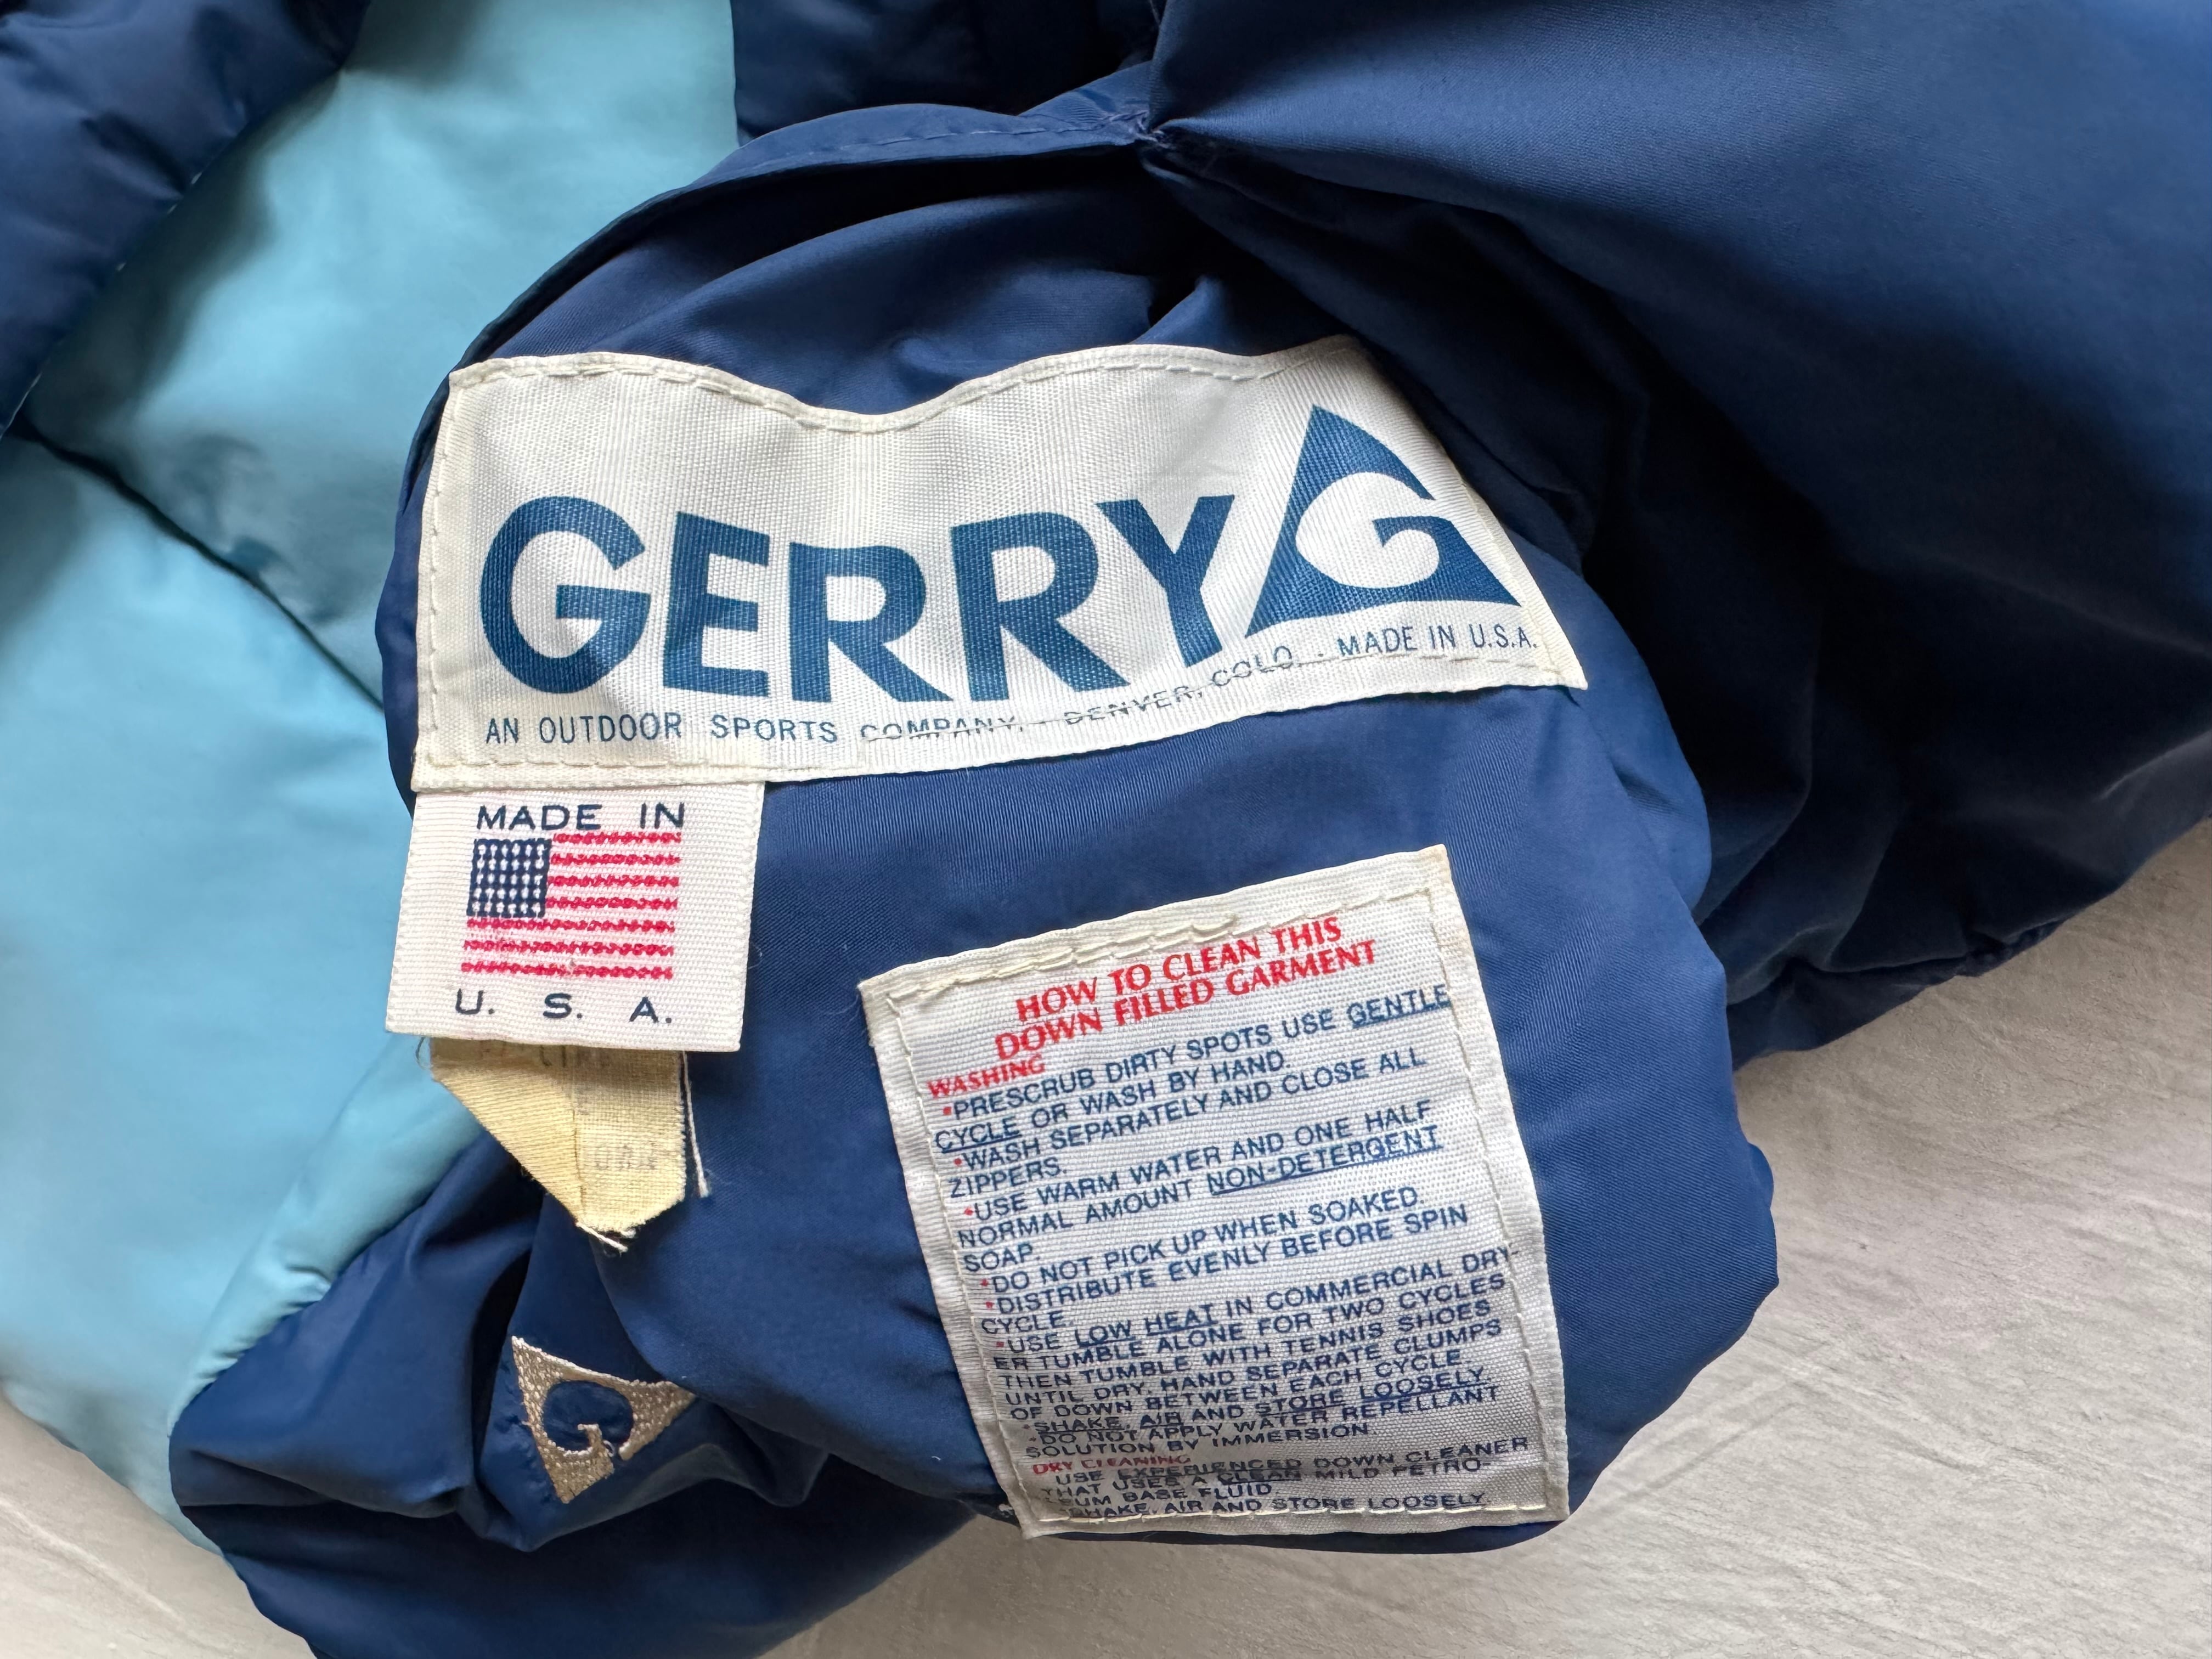 GERRY G
AN OUTDOOR SPORTS COMPANY, · DENVER, COLO. · MADE IN U.S.A.
MADE IN
U. S. A.
HOW TO CLEAN THIS
DOWN FILLED GARMENT
WASHING
•PRESCRUB DIRTY SPOTS USE GENTLE
CYCLE OR WASH BY HAND.
•WASH SEPARATELY AND CLOSE ALL
ZIPPERS.
•USE WARM WATER AND ONE HALF
NORMAL AMOUNT NON-DETERGENT
SOAP.
•DO NOT PICK UP WHEN SOAKED.
•DISTRIBUTE EVENLY BEFORE SPIN
CYCLE.
•USE LOW HEAT IN COMMERCIAL DRY-
ER TUMBLE ALONE FOR TWO CYCLES
THEN TUMBLE WITH TENNIS SHOES
UNTIL DRY, HAND SEPARATE CLUMPS
OF DOWN BETWEEN EACH CYCLE.
•SHAKE, AIR AND STORE LOOSELY.
•DO NOT APPLY WATER REPELLANT
SOLUTION BY IMMERSION.
DRY CLEANING
USE EXPERIENCED DOWN CLEANER
THAT USES A CLEAN MILD PETRO-
LEUM BASE FLUID.
SHAKE, AIR AND STORE LOOSELY.
G